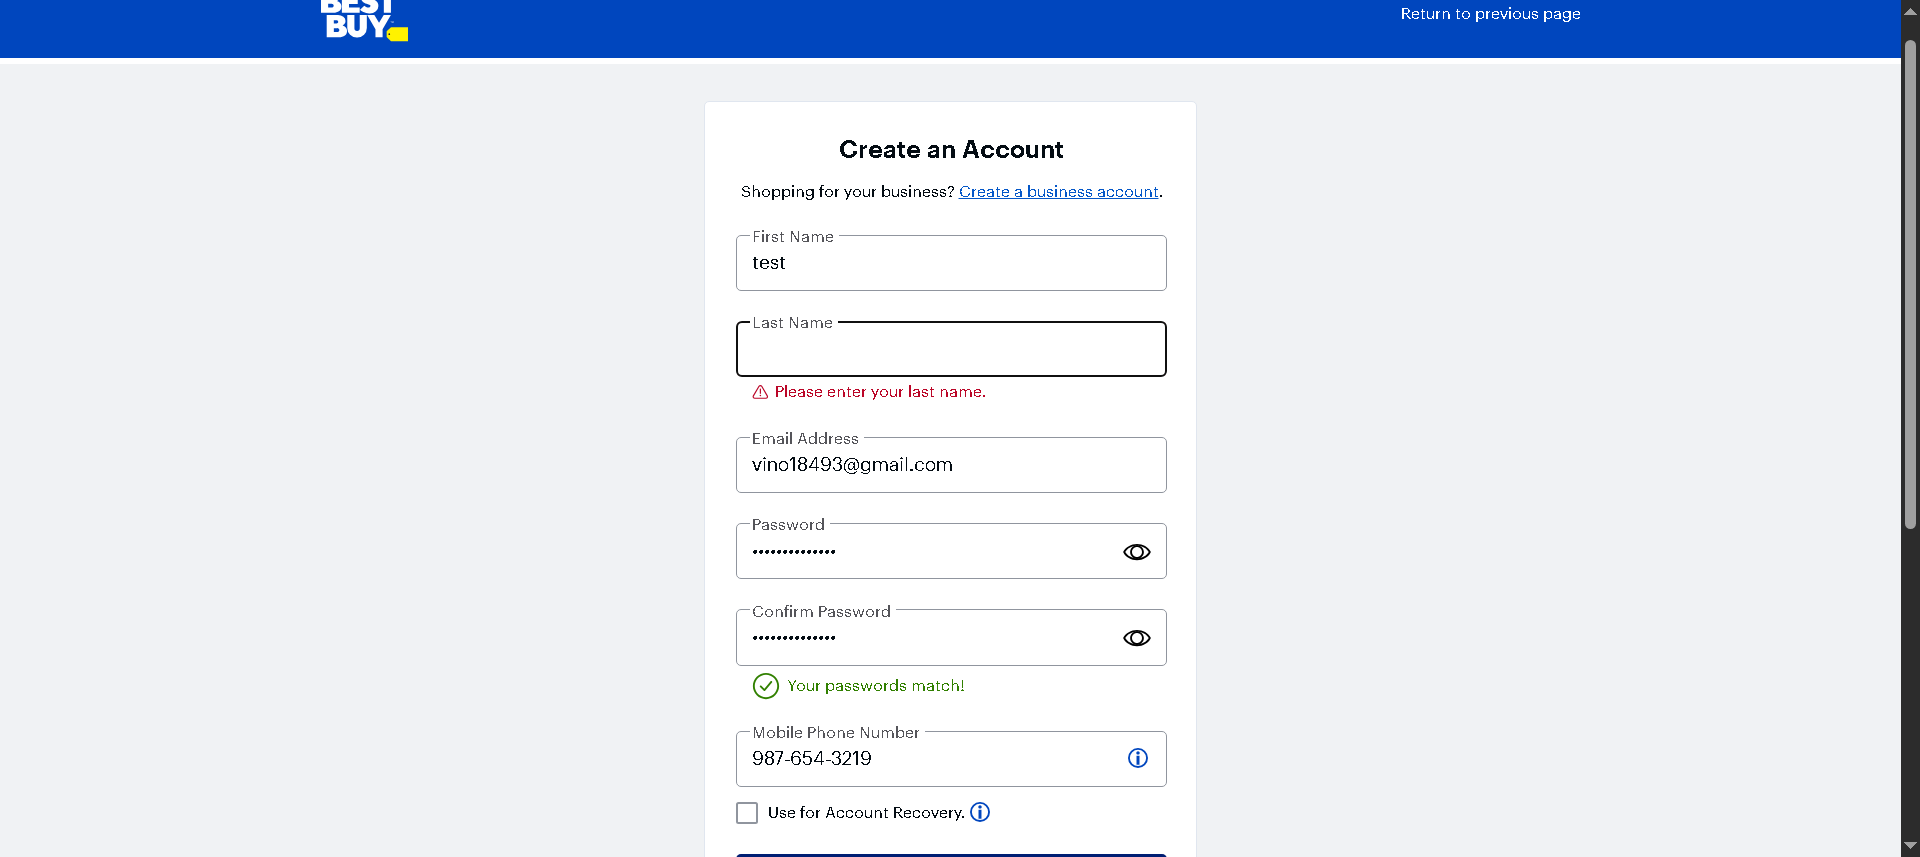 BEST
BUY
Return to previous page
Create an Account
Shopping for your business? Create a business account.
First Name
test
Last Name
Please enter your last name.
Email Address
vino18493@gmail.com
Password
••••••••••••••
Confirm Password
••••••••••••••
Your passwords match!
Mobile Phone Number
987-654-3219
Use for Account Recovery.